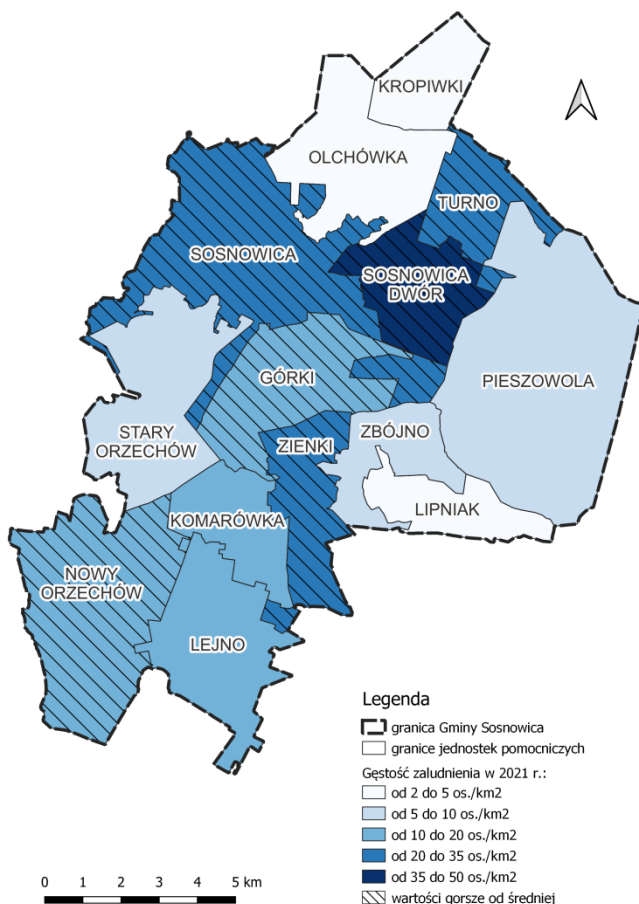 KROPIWKI
OLCHÓWKA
TURNO
SOSNOWICA
SOSNOWICA
DWÓR
PIESZOWOLA
GÓRKI
STARY
ORZECHÓW
ZIENKI
ZBÓJNO
LIPNIAK
KOMARÓWKA
NOWY
ORZECHÓW
LEJNO
Legenda
granica Gminy Sosnowica
granice jednostek pomocniczych
Gęstość zaludnienia w 2021 r.:
od 2 do 5 os./km2
od 5 do 10 os./km2
od 10 do 20 os./km2
od 20 do 35 os./km2
od 35 do 50 os./km2
wartości gorsze od średniej
0 1 2 3 4 5 km